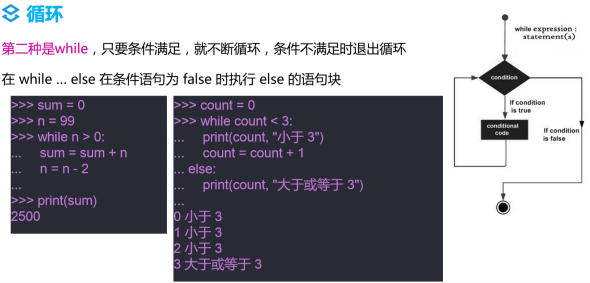 循环
第二种是while，只要条件满足，就不断循环，条件不满足时退出循环
在 while ... else 在条件语句为 false 时执行 else 的语句块
>>> sum = 0
>>> n = 99
>>> while n > 0:
...     sum = sum + n
...     n = n - 2
...
>>> print(sum)
2500
>>> count = 0
>>> while count < 3:
...     print(count, "小于 3")
...     count = count + 1
... else:
...     print(count, "大于或等于 3")
...
0 小于 3
1 小于 3
2 小于 3
3 大于或等于 3
while expression :
statement(s)
condition
If condition
is true
conditional
code
If condition
is false